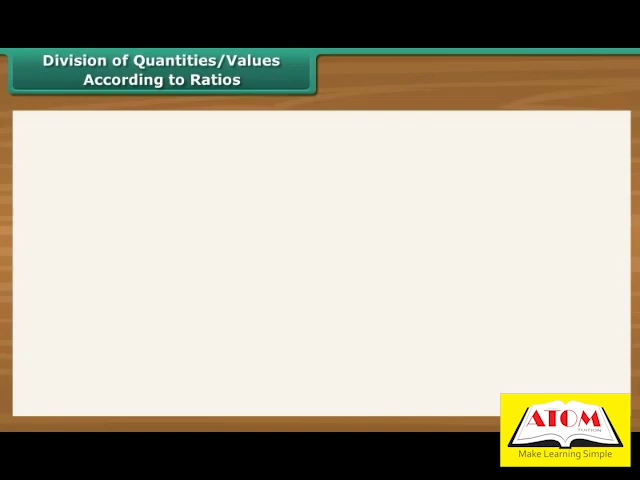 Division of Quantities/Values
According to Ratios
ATOM
TUITION
Make Learning Simple